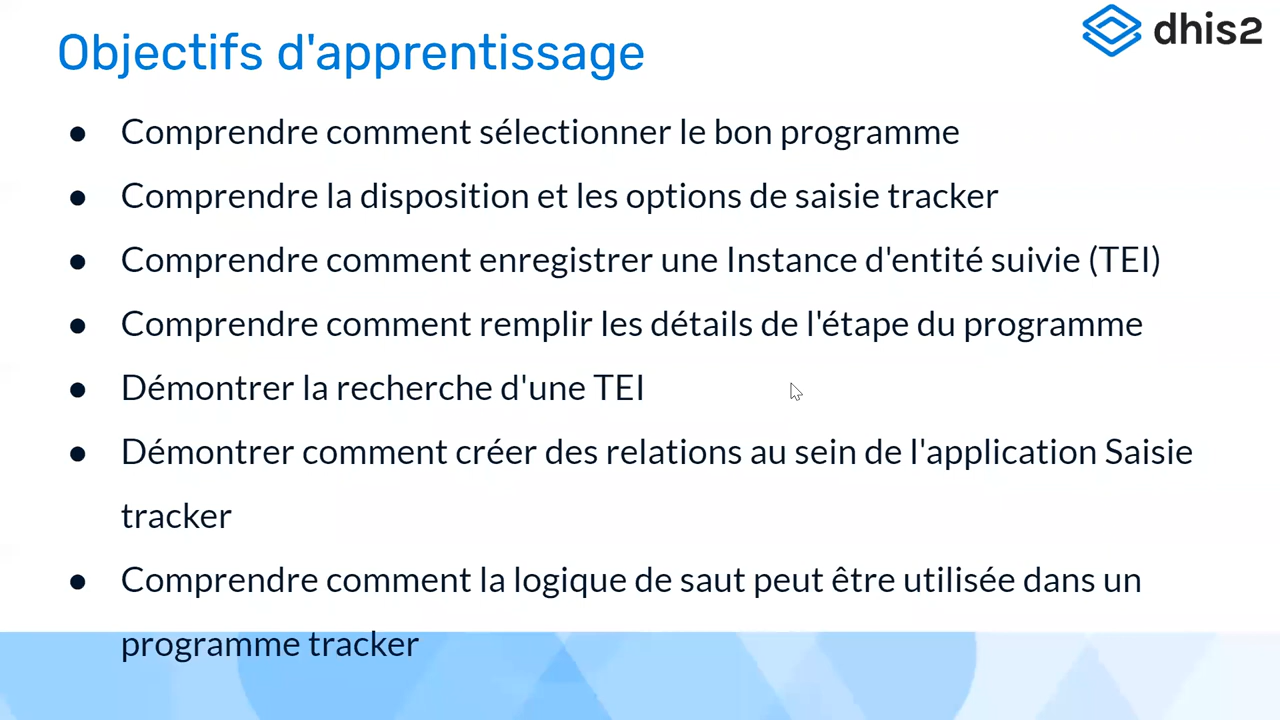 Objectifs d'apprentissage
dhis2
● Comprendre comment sélectionner le bon programme
● Comprendre la disposition et les options de saisie tracker
● Comprendre comment enregistrer une Instance d'entité suivie (TEI)
● Comprendre comment remplir les détails de l'étape du programme
● Démontrer la recherche d'une TEI
● Démontrer comment créer des relations au sein de l'application Saisie
tracker
● Comprendre comment la logique de saut peut être utilisée dans un
programme tracker